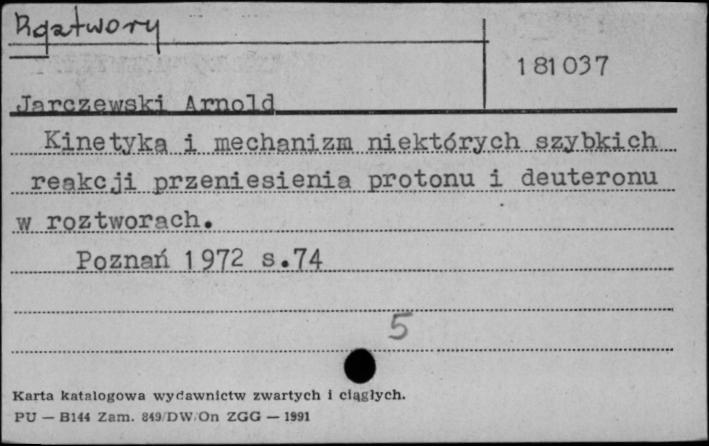 Roztwory
181037
Jarczewski Arnold
Kinetyka i mechanizm niektórych szybkich
reakcji przeniesienia protonu i deuteronu
w roztworach.
Poznań 1972 s.74
5
Karta katalogowa wydawnictw zwartych i ciągłych.
PU — B144 Zam. 849/DW/On ZGG — 1991